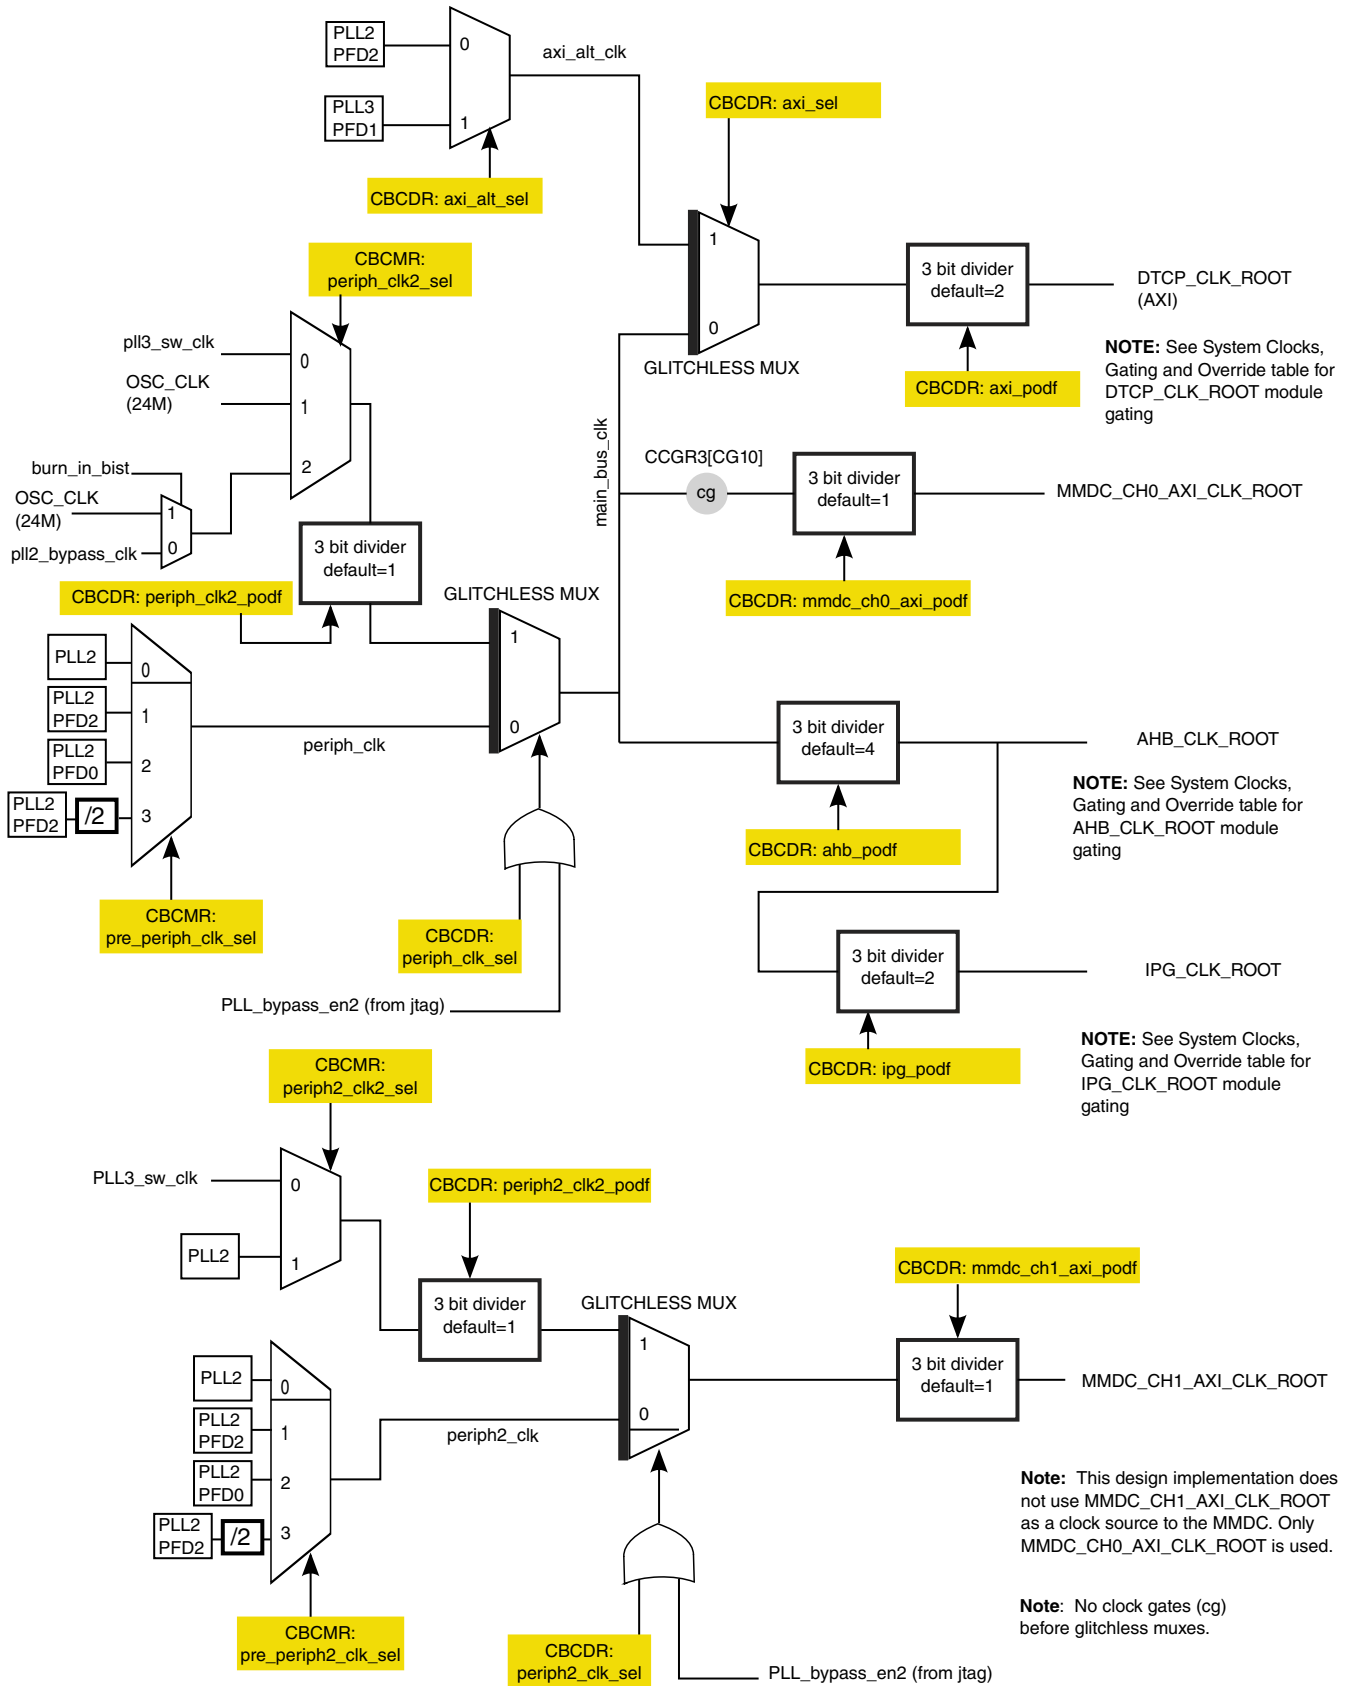 PLL2
PFD2
0
axi_alt_clk
PLL3
PFD1
1
CBCDR: axi_alt_sel
CBCDR: axi_sel
1
0
GLITCHLESS MUX
3 bit divider
default=2
DTCP_CLK_ROOT
(AXI)
CBCDR: axi_podf
NOTE: See System Clocks,
Gating and Override table for
DTCP_CLK_ROOT module
gating
CBCMR:
periph_clk2_sel
pll3_sw_clk
0
OSC_CLK
(24M)
1
2
burn_in_bist
OSC_CLK
(24M)
1
pll2_bypass_clk
0
3 bit divider
default=1
CBCDR: periph_clk2_podf
main_bus_clk
CCGR3[CG10]
cg
3 bit divider
default=1
MMDC_CH0_AXI_CLK_ROOT
CBCDR: mmdc_ch0_axi_podf
GLITCHLESS MUX
1
0
PLL2
0
PLL2
PFD2
1
PLL2
PFD0
2
PLL2
PFD2
/2
3
periph_clk
CBCMR:
pre_periph_clk_sel
CBCDR:
periph_clk_sel
PLL_bypass_en2 (from jtag)
3 bit divider
default=4
AHB_CLK_ROOT
CBCDR: ahb_podf
NOTE: See System Clocks,
Gating and Override table for
AHB_CLK_ROOT module
gating
3 bit divider
default=2
IPG_CLK_ROOT
CBCDR: ipg_podf
NOTE: See System Clocks,
Gating and Override table for
IPG_CLK_ROOT module
gating
CBCMR:
periph2_clk2_sel
PLL3_sw_clk
0
PLL2
1
CBCDR: periph2_clk2_podf
3 bit divider
default=1
GLITCHLESS MUX
1
0
CBCDR: mmdc_ch1_axi_podf
3 bit divider
default=1
MMDC_CH1_AXI_CLK_ROOT
PLL2
0
PLL2
PFD2
1
PLL2
PFD0
2
PLL2
PFD2
/2
3
periph2_clk
CBCMR:
pre_periph2_clk_sel
CBCDR:
periph2_clk_sel
PLL_bypass_en2 (from jtag)
Note: This design implementation does
not use MMDC_CH1_AXI_CLK_ROOT
as a clock source to the MMDC. Only
MMDC_CH0_AXI_CLK_ROOT is used.
Note: No clock gates (cg)
before glitchless muxes.